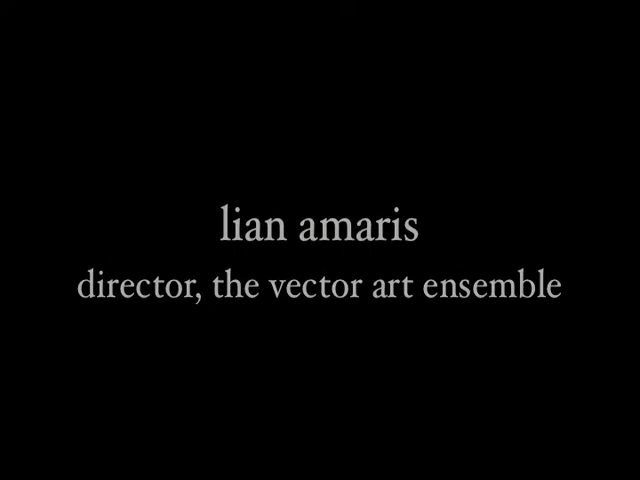 lian amaris
director, the vector art ensemble